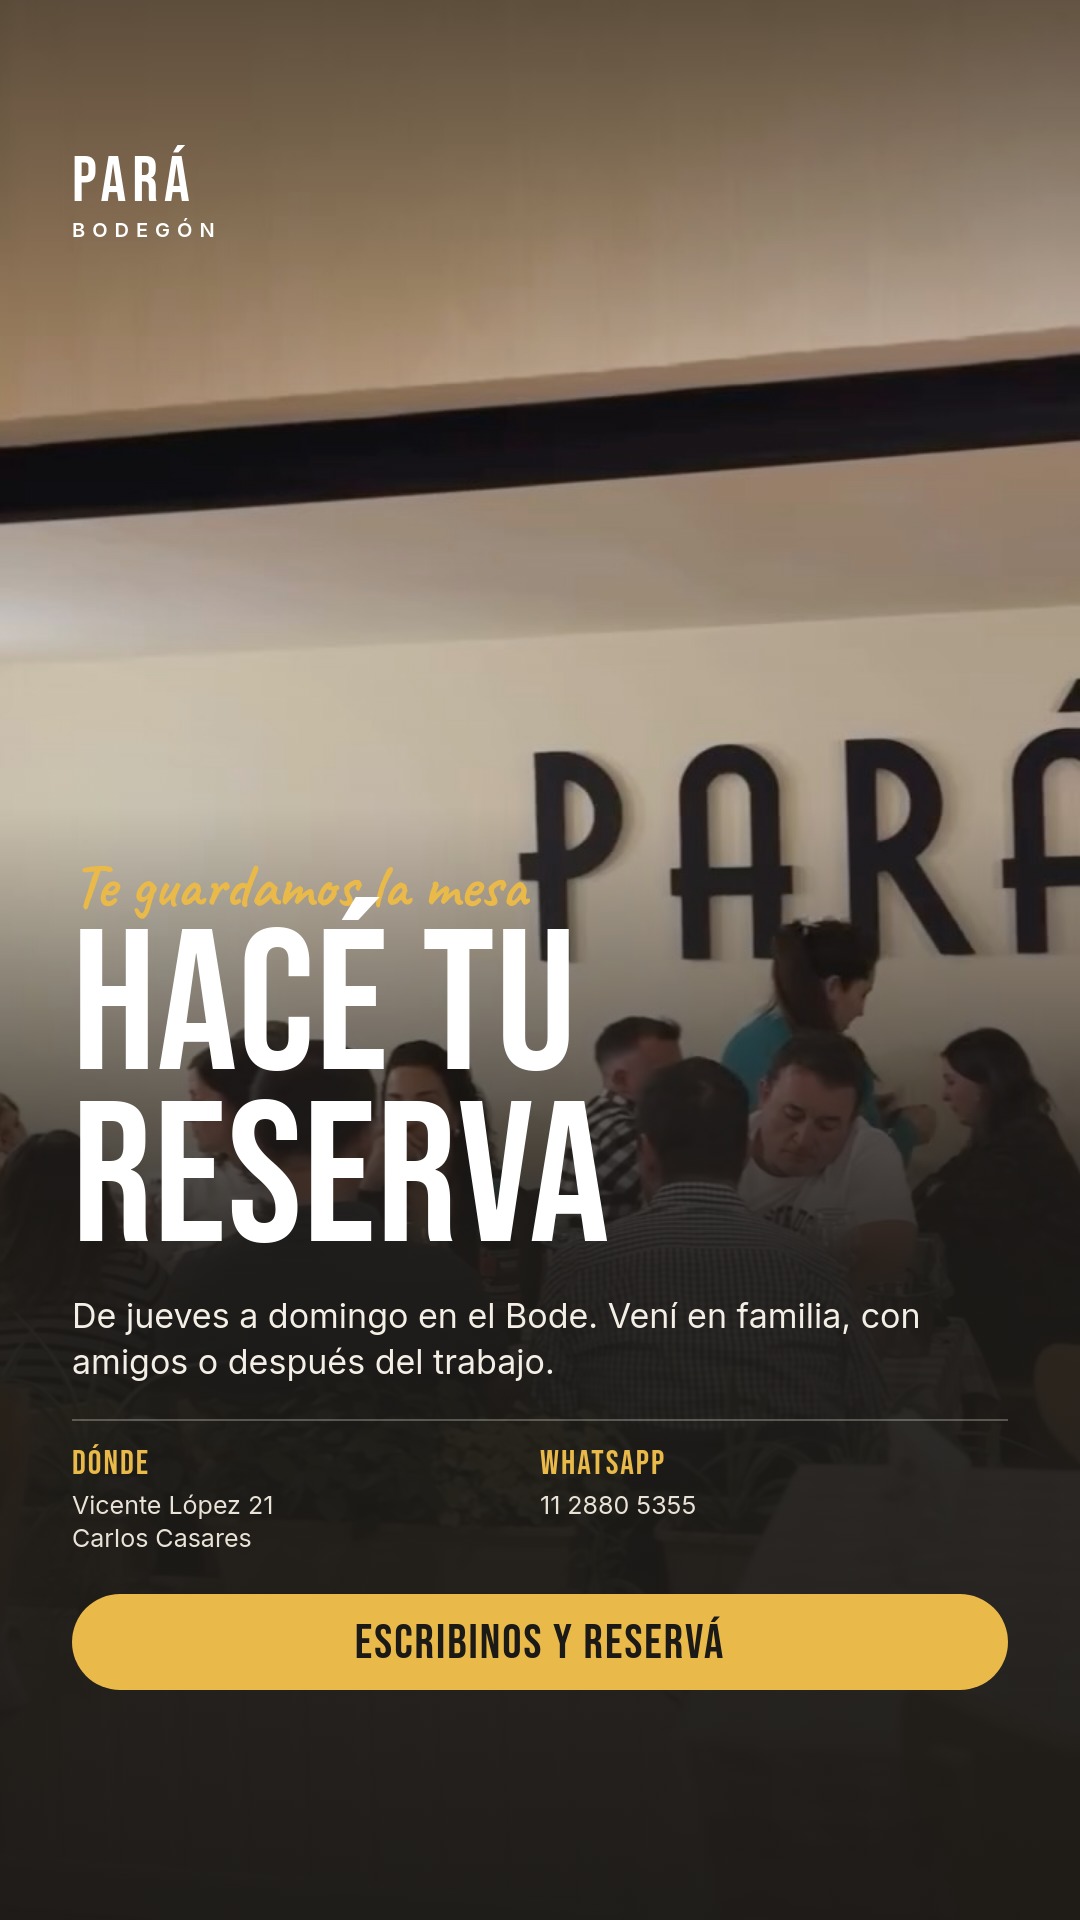 PARÁ
BODEGÓN
PARÁ
Te guardamos la mesa
HACÉ TU
RESERVA
De jueves a domingo en el Bode. Vení en familia, con
amigos o después del trabajo.
DÓNDE
Vicente López 21
Carlos Casares
WHATSAPP
11 2880 5355
ESCRIBINOS Y RESERVÁ